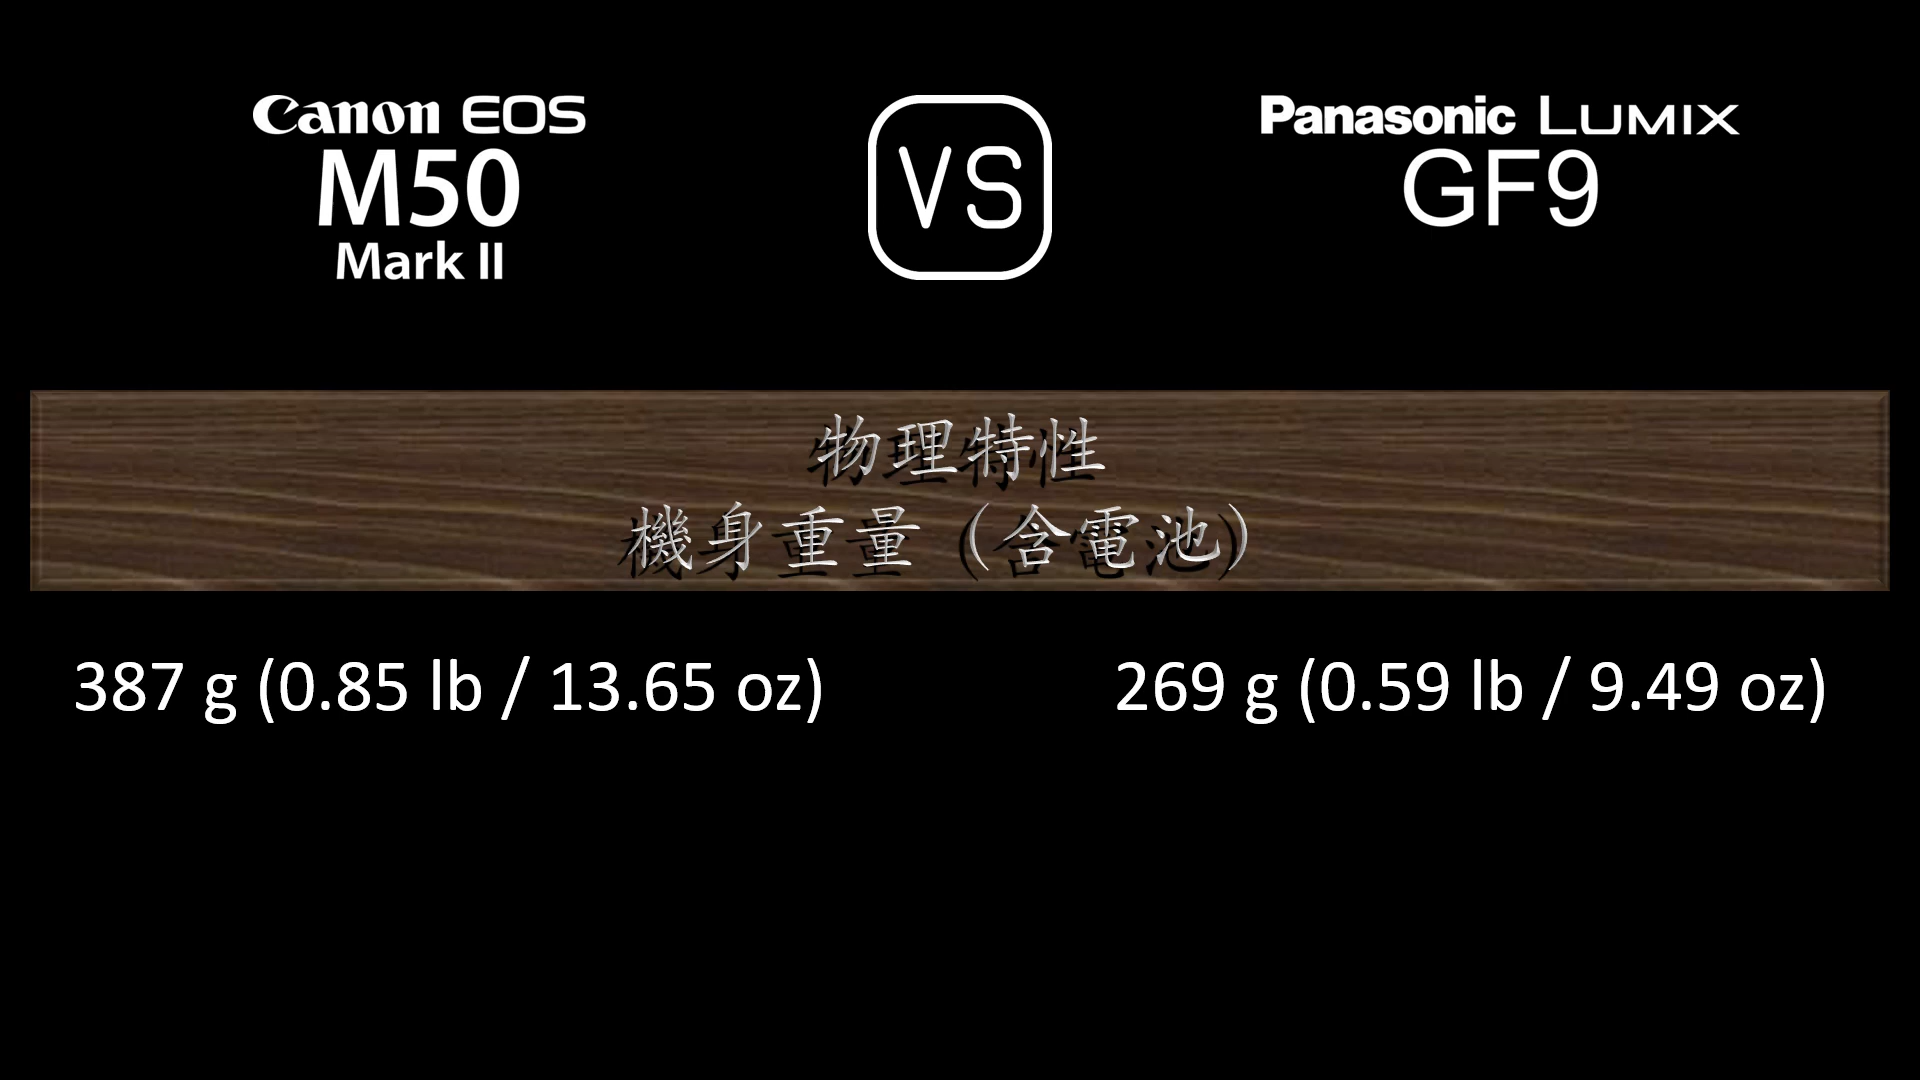 Canon EOS
M50
Mark II
VS
Panasonic LUMIX
GF9
物理特性
機身重量（含電池）
387 g (0.85 lb / 13.65 oz)
269 g (0.59 lb / 9.49 oz)